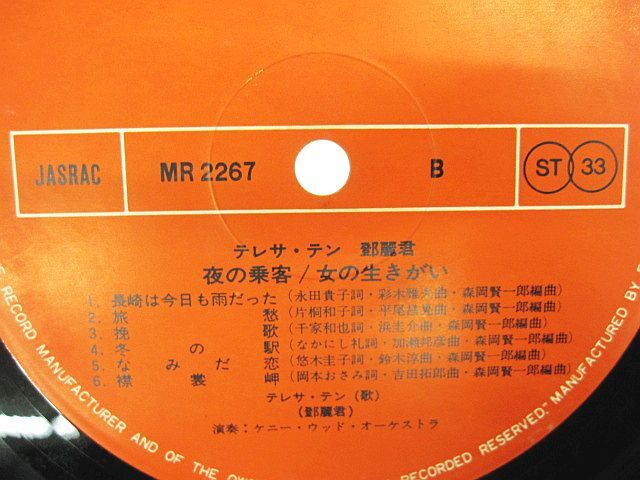 JASRAC MR 2267 B ST 33
テレサ・テン 鄧麗君
夜の乗客/女の生きがい
1. 長崎は今日も雨だった(永田貴子詞・彩木雅夫曲・森岡賢一郎編曲)
2. 旅愁(片桐和子詞・平尾昌晃曲・森岡賢一郎編曲)
3. 挽歌(千家和也詞・浜圭介曲・森岡賢一郎編曲)
4. 冬の駅(なかにし礼詞・加瀬邦彦曲・森岡賢一郎編曲)
5. なみだ恋(悠木圭子詞・鈴木淳曲・森岡賢一郎編曲)
6. 襟裳岬(岡本おさみ詞・吉田拓郎曲・森岡賢一郎編曲)
テレサ・テン(歌)
(鄧麗君)
演奏:ケニー・ウッド・オーケストラ
RECORD MANUFACTURER AND OF THE OW
RECORDED RESERVED:" MANUFACTURED BY